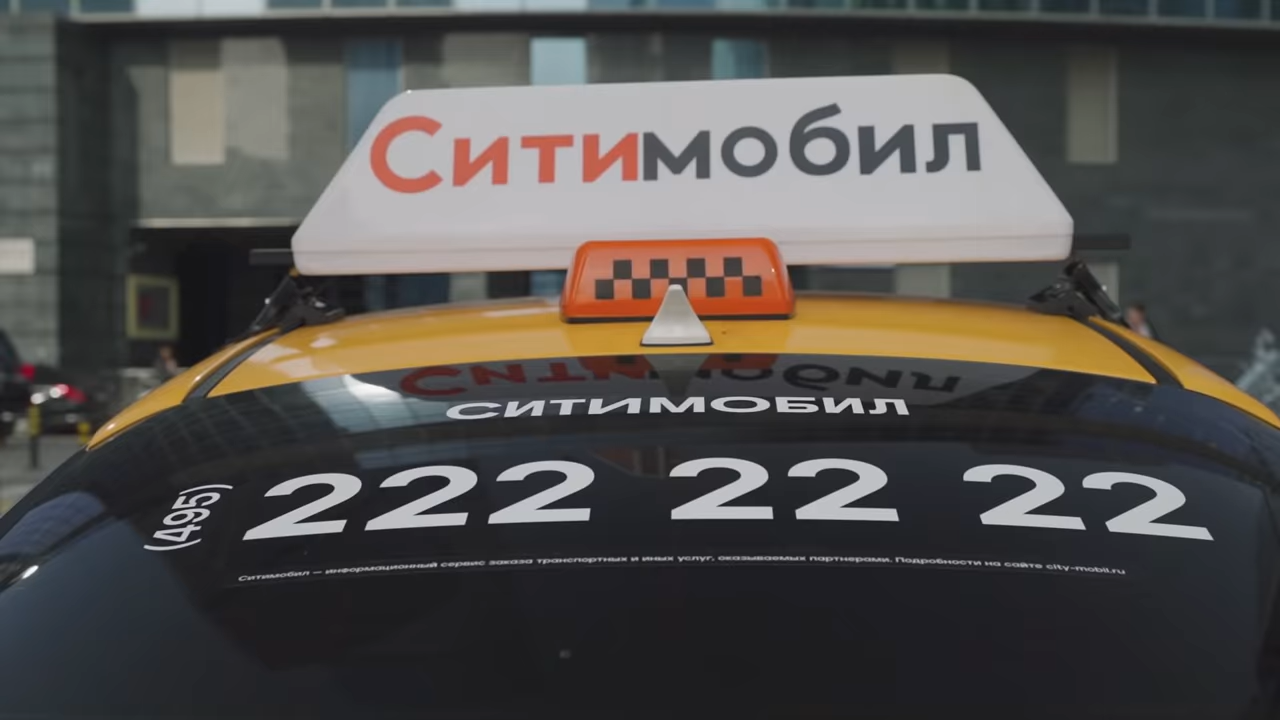 Ситимобил
СИТИМОБИЛ
(495) 222 22 22
Ситимобил — информационный сервис заказа транспортных и иных услуг, оказываемых партнерами. Подробности на сайте city-mobil.ru